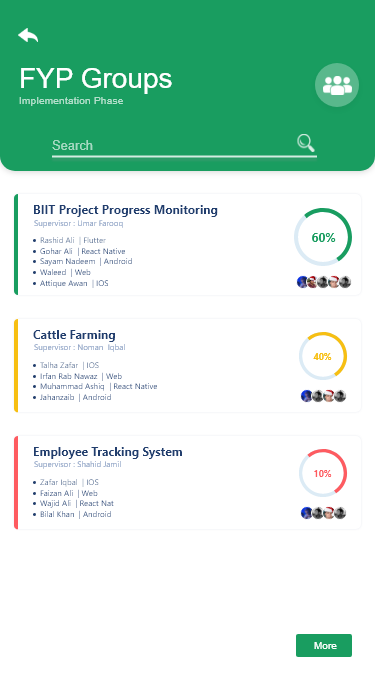 FYP Groups
Implementation Phase
Search
BIIT Project Progress Monitoring
Supervisor : Umar Farooq
Rashid Ali | Flutter
Gohar Ali | React Native
Sayam Nadeem | Android
Waleed | Web
Attique Awan | IOS
60%
Cattle Farming
Supervisor : Noman Iqbal
Talha Zafar | IOS
Irfan Rab Nawaz | Web
Muhammad Ashiq | React Native
Jahanzaib | Android
40%
Employee Tracking System
Supervisor : Shahid Jamil
Zafar Iqbal | IOS
Faizan Ali | Web
Wajid Ali | React Nat
Bilal Khan | Android
10%
More